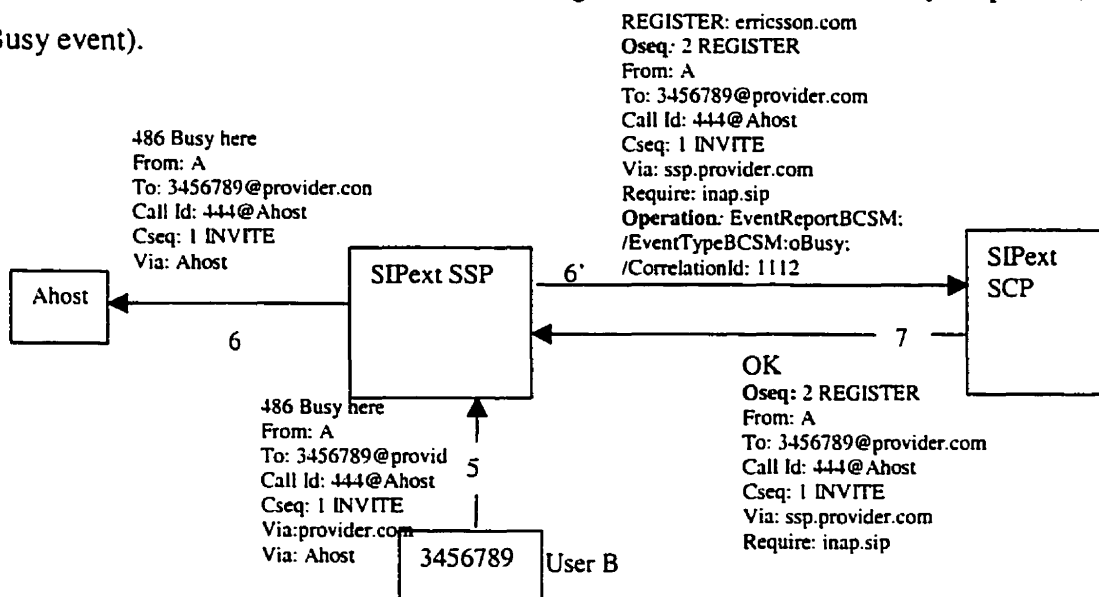 Busy event).
REGISTER: erricsson.com
Oseq: 2 REGISTER
From: A
To: 3456789@provider.com
Call Id: 444@Ahost
Cseq: 1 INVITE
Via: ssp.provider.com
Require: inap.sip
Operation: EventReportBCSM:
/EventTypeBCSM:oBusy;
/CorrelationId: 1112
486 Busy here
From: A
To: 3456789@provider.con
Call Id: 444@Ahost
Cseq: 1 INVITE
Via: Ahost
Ahost
SIPext SSP
6'
SIPext
SCP
6
7
486 Busy here
From: A
To: 3456789@provid
Call Id: 444@Ahost
Cseq: 1 INVITE
Via:provider.com
Via: Ahost
5
3456789
User B
OK
Oseq: 2 REGISTER
From: A
To: 3456789@provider.com
Call Id: 444@Ahost
Cseq: 1 INVITE
Via: ssp.provider.com
Require: inap.sip